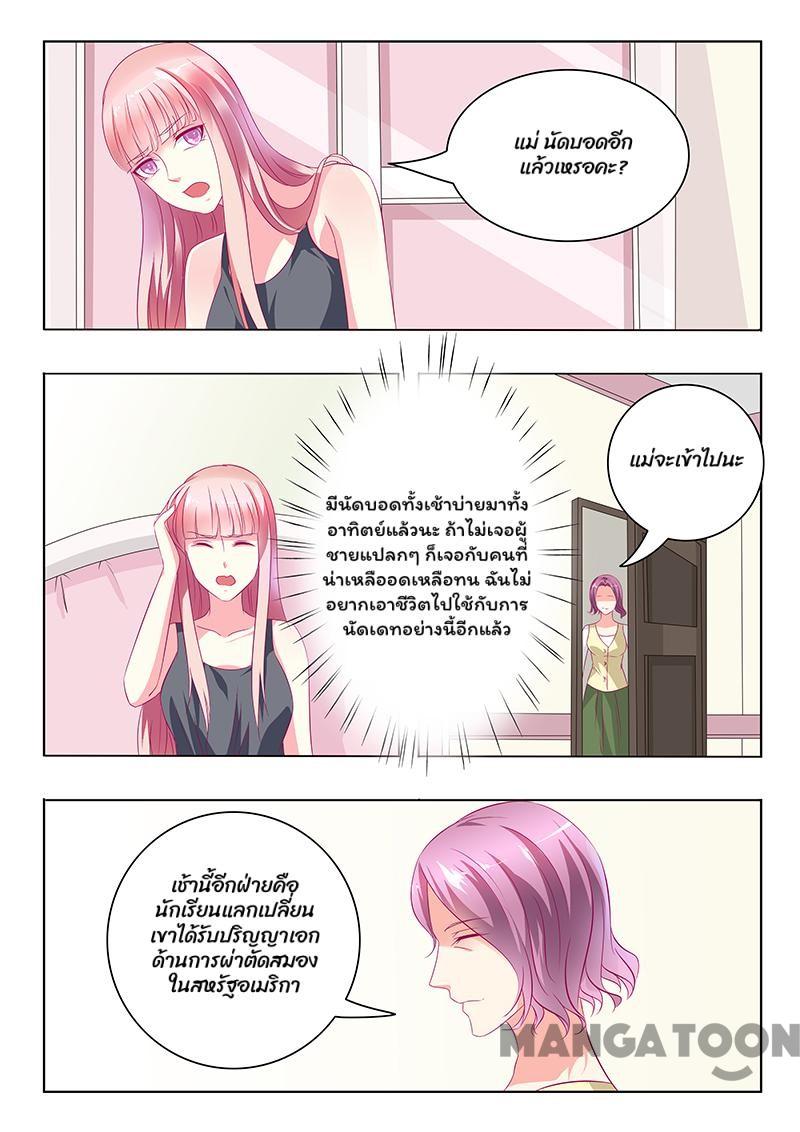 แม่ นัดบอดอีก
แล้วเหรอคะ?
แม่จะเข้าไปนะ
มีนัดบอดทั้งเช้าบ่ายมาทั้ง
อาทิตย์แล้วนะ ถ้าไม่เจอผู้
ชายแปลกๆ ก็เจอกับคนที่
น่าเหลืออดเหลือทน ฉันไม่
อยากเอาชีวิตไปใช้กับการ
นัดเดทอย่างนี้อีกแล้ว
เช้านี้อีกฝ่ายคือ
นักเรียนแลกเปลี่ยน
เขาได้รับปริญญาเอก
ด้านการผ่าตัดสมอง
ในสหรัฐอเมริกา
MANGATOON